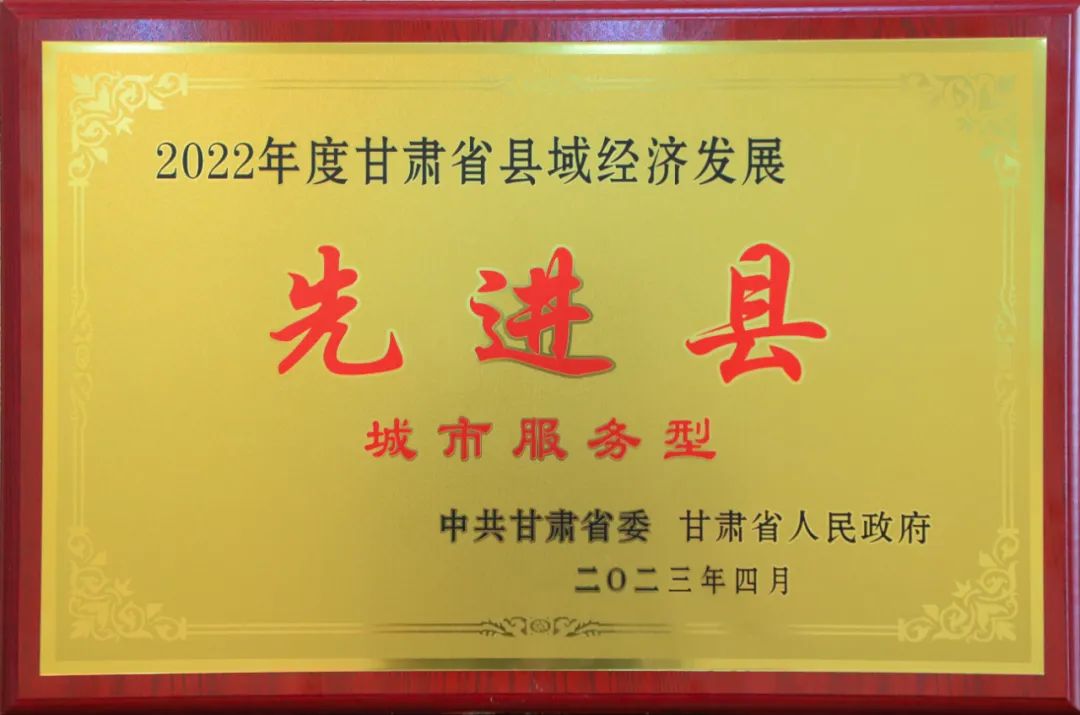 2022年度甘肃省县域经济发展
先进县
城市服务型
中共甘肃省委 甘肃省人民政府
二〇二三年四月